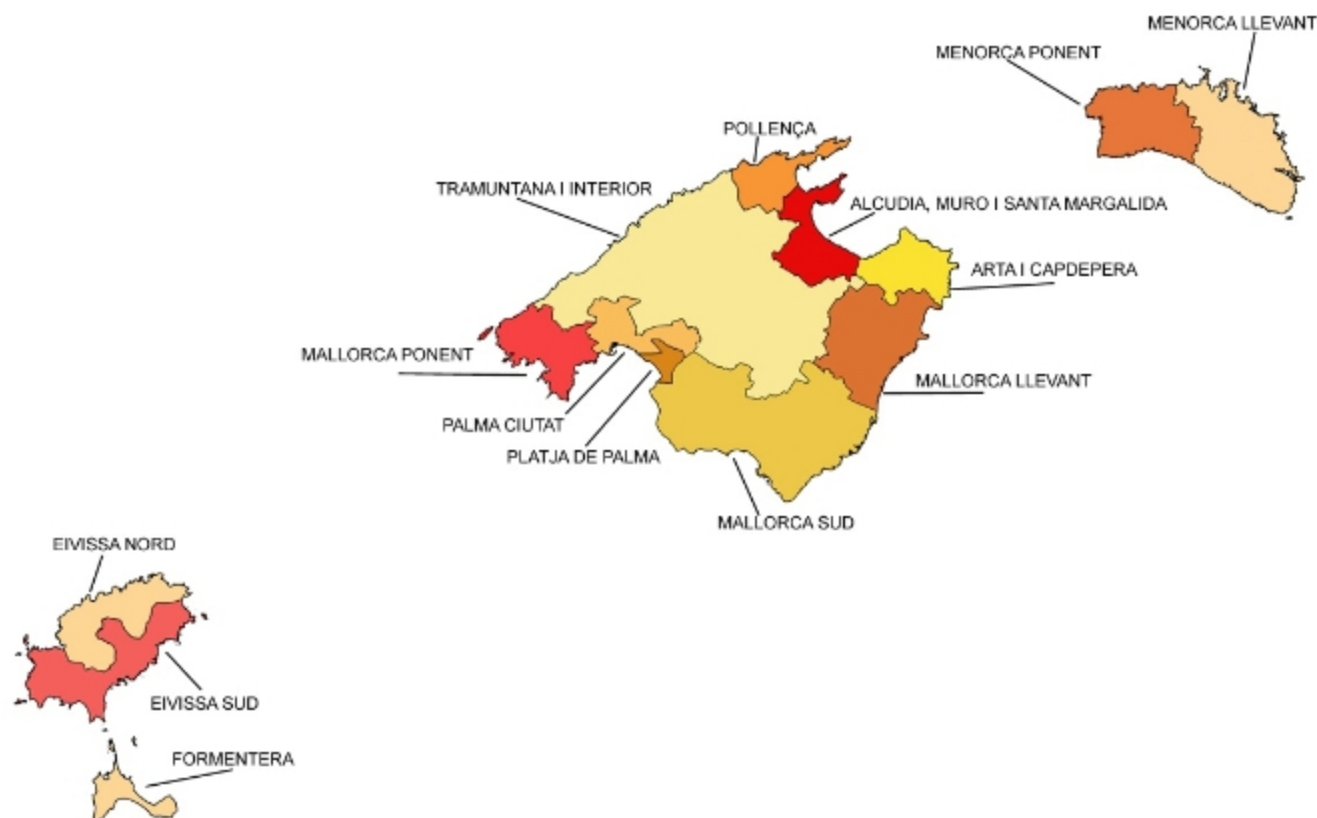 MENORCA LLEVANT
MENORCA PONENT
POLLENÇA
TRAMUNTANA I INTERIOR
ALCUDIA, MURO I SANTA MARGALIDA
ARTA I CAPDEPERA
MALLORCA PONENT
MALLORCA LLEVANT
PALMA CIUTAT
PLATJA DE PALMA
MALLORCA SUD
EIVISSA NORD
EIVISSA SUD
FORMENTERA